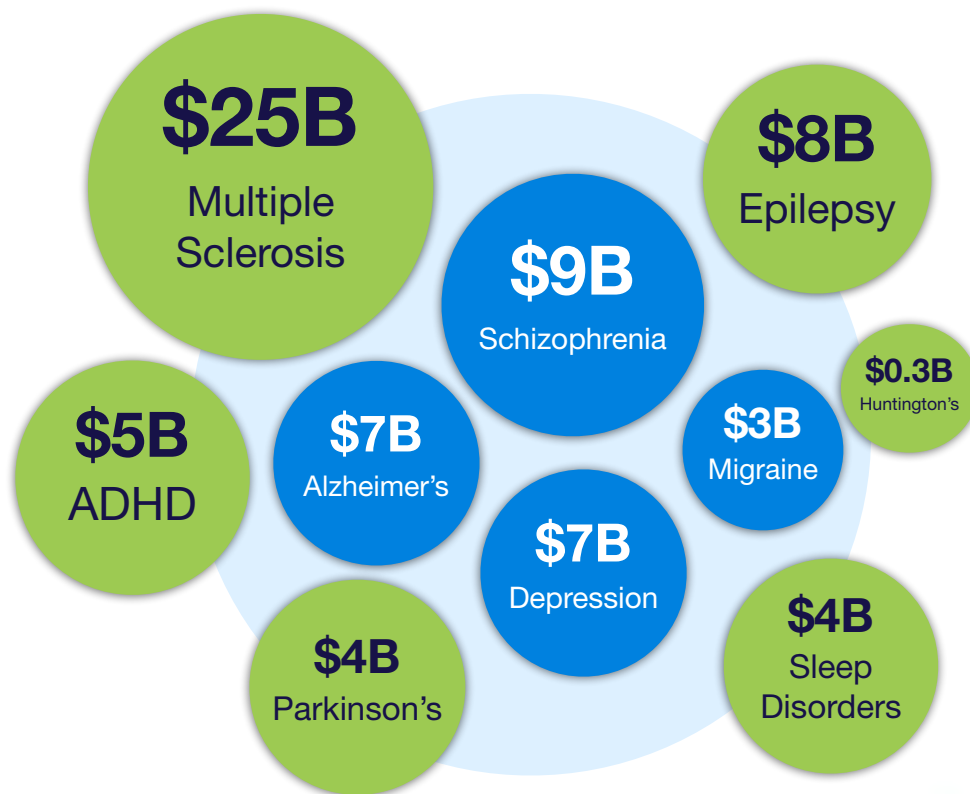 $25B
Multiple
Sclerosis
$8B
Epilepsy
$9B
Schizophrenia
$0.3B
Huntington's
$5B
ADHD
$7B
Alzheimer's
$3B
Migraine
$7B
Depression
$4B
Parkinson's
$4B
Sleep
Disorders